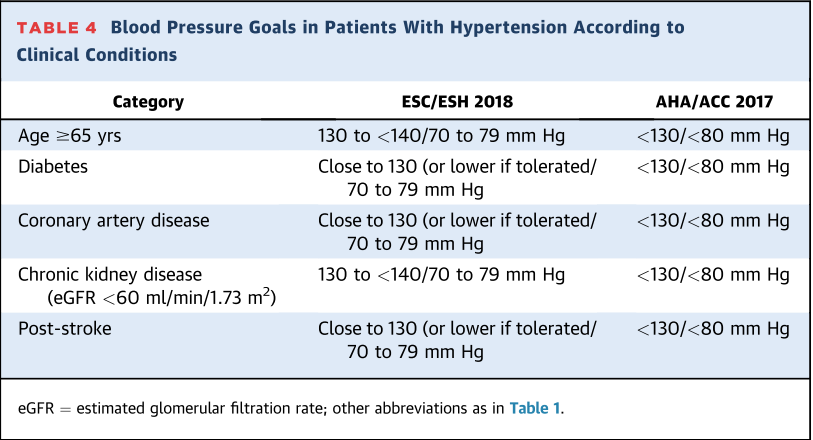 TABLE 4 Blood Pressure Goals in Patients With Hypertension According to
Clinical Conditions
Category ESC/ESH 2018 AHA/ACC 2017
Age ≥65 yrs 130 to <140/70 to 79 mm Hg <130/<80 mm Hg
Diabetes Close to 130 (or lower if tolerated/ <130/<80 mm Hg
70 to 79 mm Hg
Coronary artery disease Close to 130 (or lower if tolerated/ <130/<80 mm Hg
70 to 79 mm Hg
Chronic kidney disease 130 to <140/70 to 79 mm Hg <130/<80 mm Hg
(eGFR <60 ml/min/1.73 m²)
Post-stroke Close to 130 (or lower if tolerated/ <130/<80 mm Hg
70 to 79 mm Hg
eGFR = estimated glomerular filtration rate; other abbreviations as in Table 1.